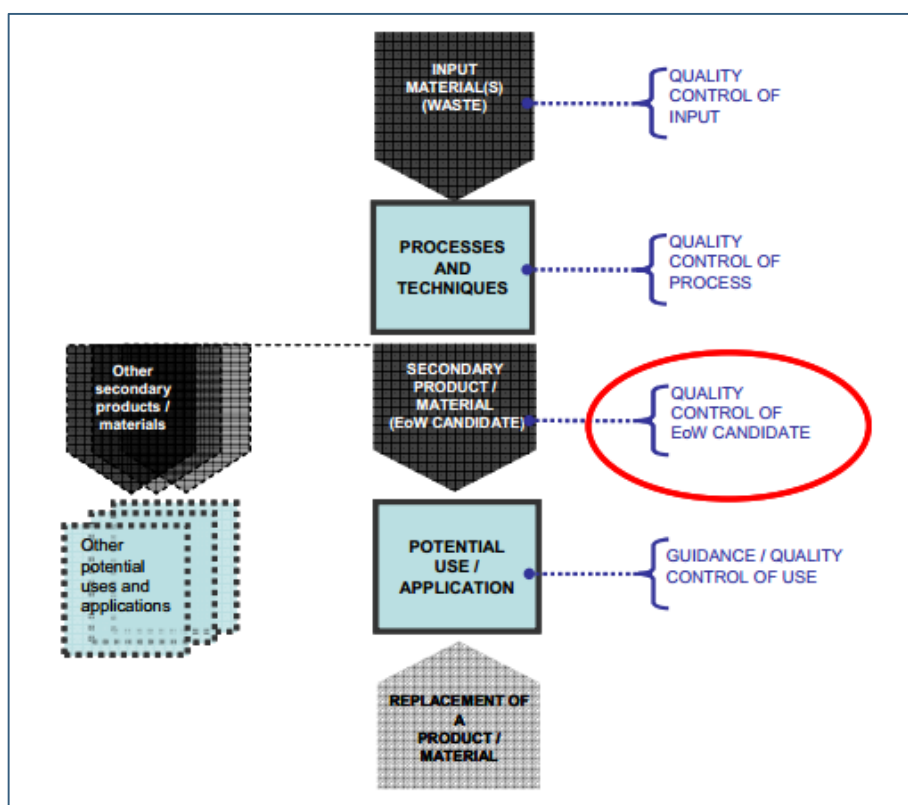 INPUT
MATERIAL(S)
(WASTE)
QUALITY
CONTROL OF
INPUT
PROCESSES AND
TECHNIQUES
QUALITY
CONTROL OF
PROCESS
Other
secondary
products /
materials
SECONDARY
PRODUCT /
MATERIAL
(EoW CANDIDATE)
QUALITY
CONTROL OF
EoW CANDIDATE
Other
potential
uses and
applications
POTENTIAL
USE /
APPLICATION
GUIDANCE / QUALITY
CONTROL OF USE
REPLACEMENT OF
A
PRODUCT /
MATERIAL